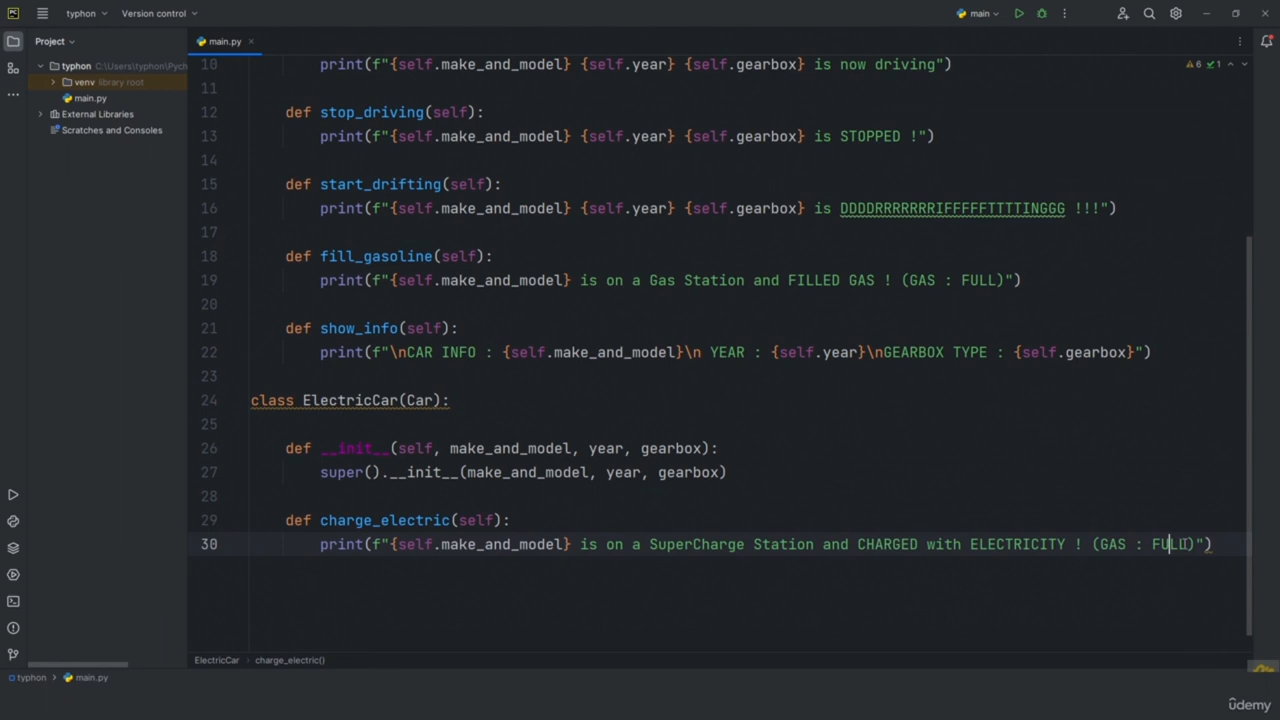 PC typhon Version control main
Project main.py
typhon C:\Users\typhon\Pych
venv library root
main.py
External Libraries
Scratches and Consoles
6 1
10 print(f"{self.make_and_model} {self.year} {self.gearbox} is now driving")
11
12 def stop_driving(self):
13 print(f"{self.make_and_model} {self.year} {self.gearbox} is STOPPED !")
14
15 def start_drifting(self):
16 print(f"{self.make_and_model} {self.year} {self.gearbox} is DDDDRRRRRRRIFFFFFTTTTINGGG !!!")
17
18 def fill_gasoline(self):
19 print(f"{self.make_and_model} is on a Gas Station and FILLED GAS ! (GAS : FULL)")
20
21 def show_info(self):
22 print(f"\nCAR INFO : {self.make_and_model}\n YEAR : {self.year}\nGEARBOX TYPE : {self.gearbox}")
23
24 class ElectricCar(Car):
25
26 def __init__(self, make_and_model, year, gearbox):
27 super().__init__(make_and_model, year, gearbox)
28
29 def charge_electric(self):
30 print(f"{self.make_and_model} is on a SuperCharge Station and CHARGED with ELECTRICITY ! (GAS : FULL)")
ElectricCar charge_electric()
typhon main.py
ûdemy